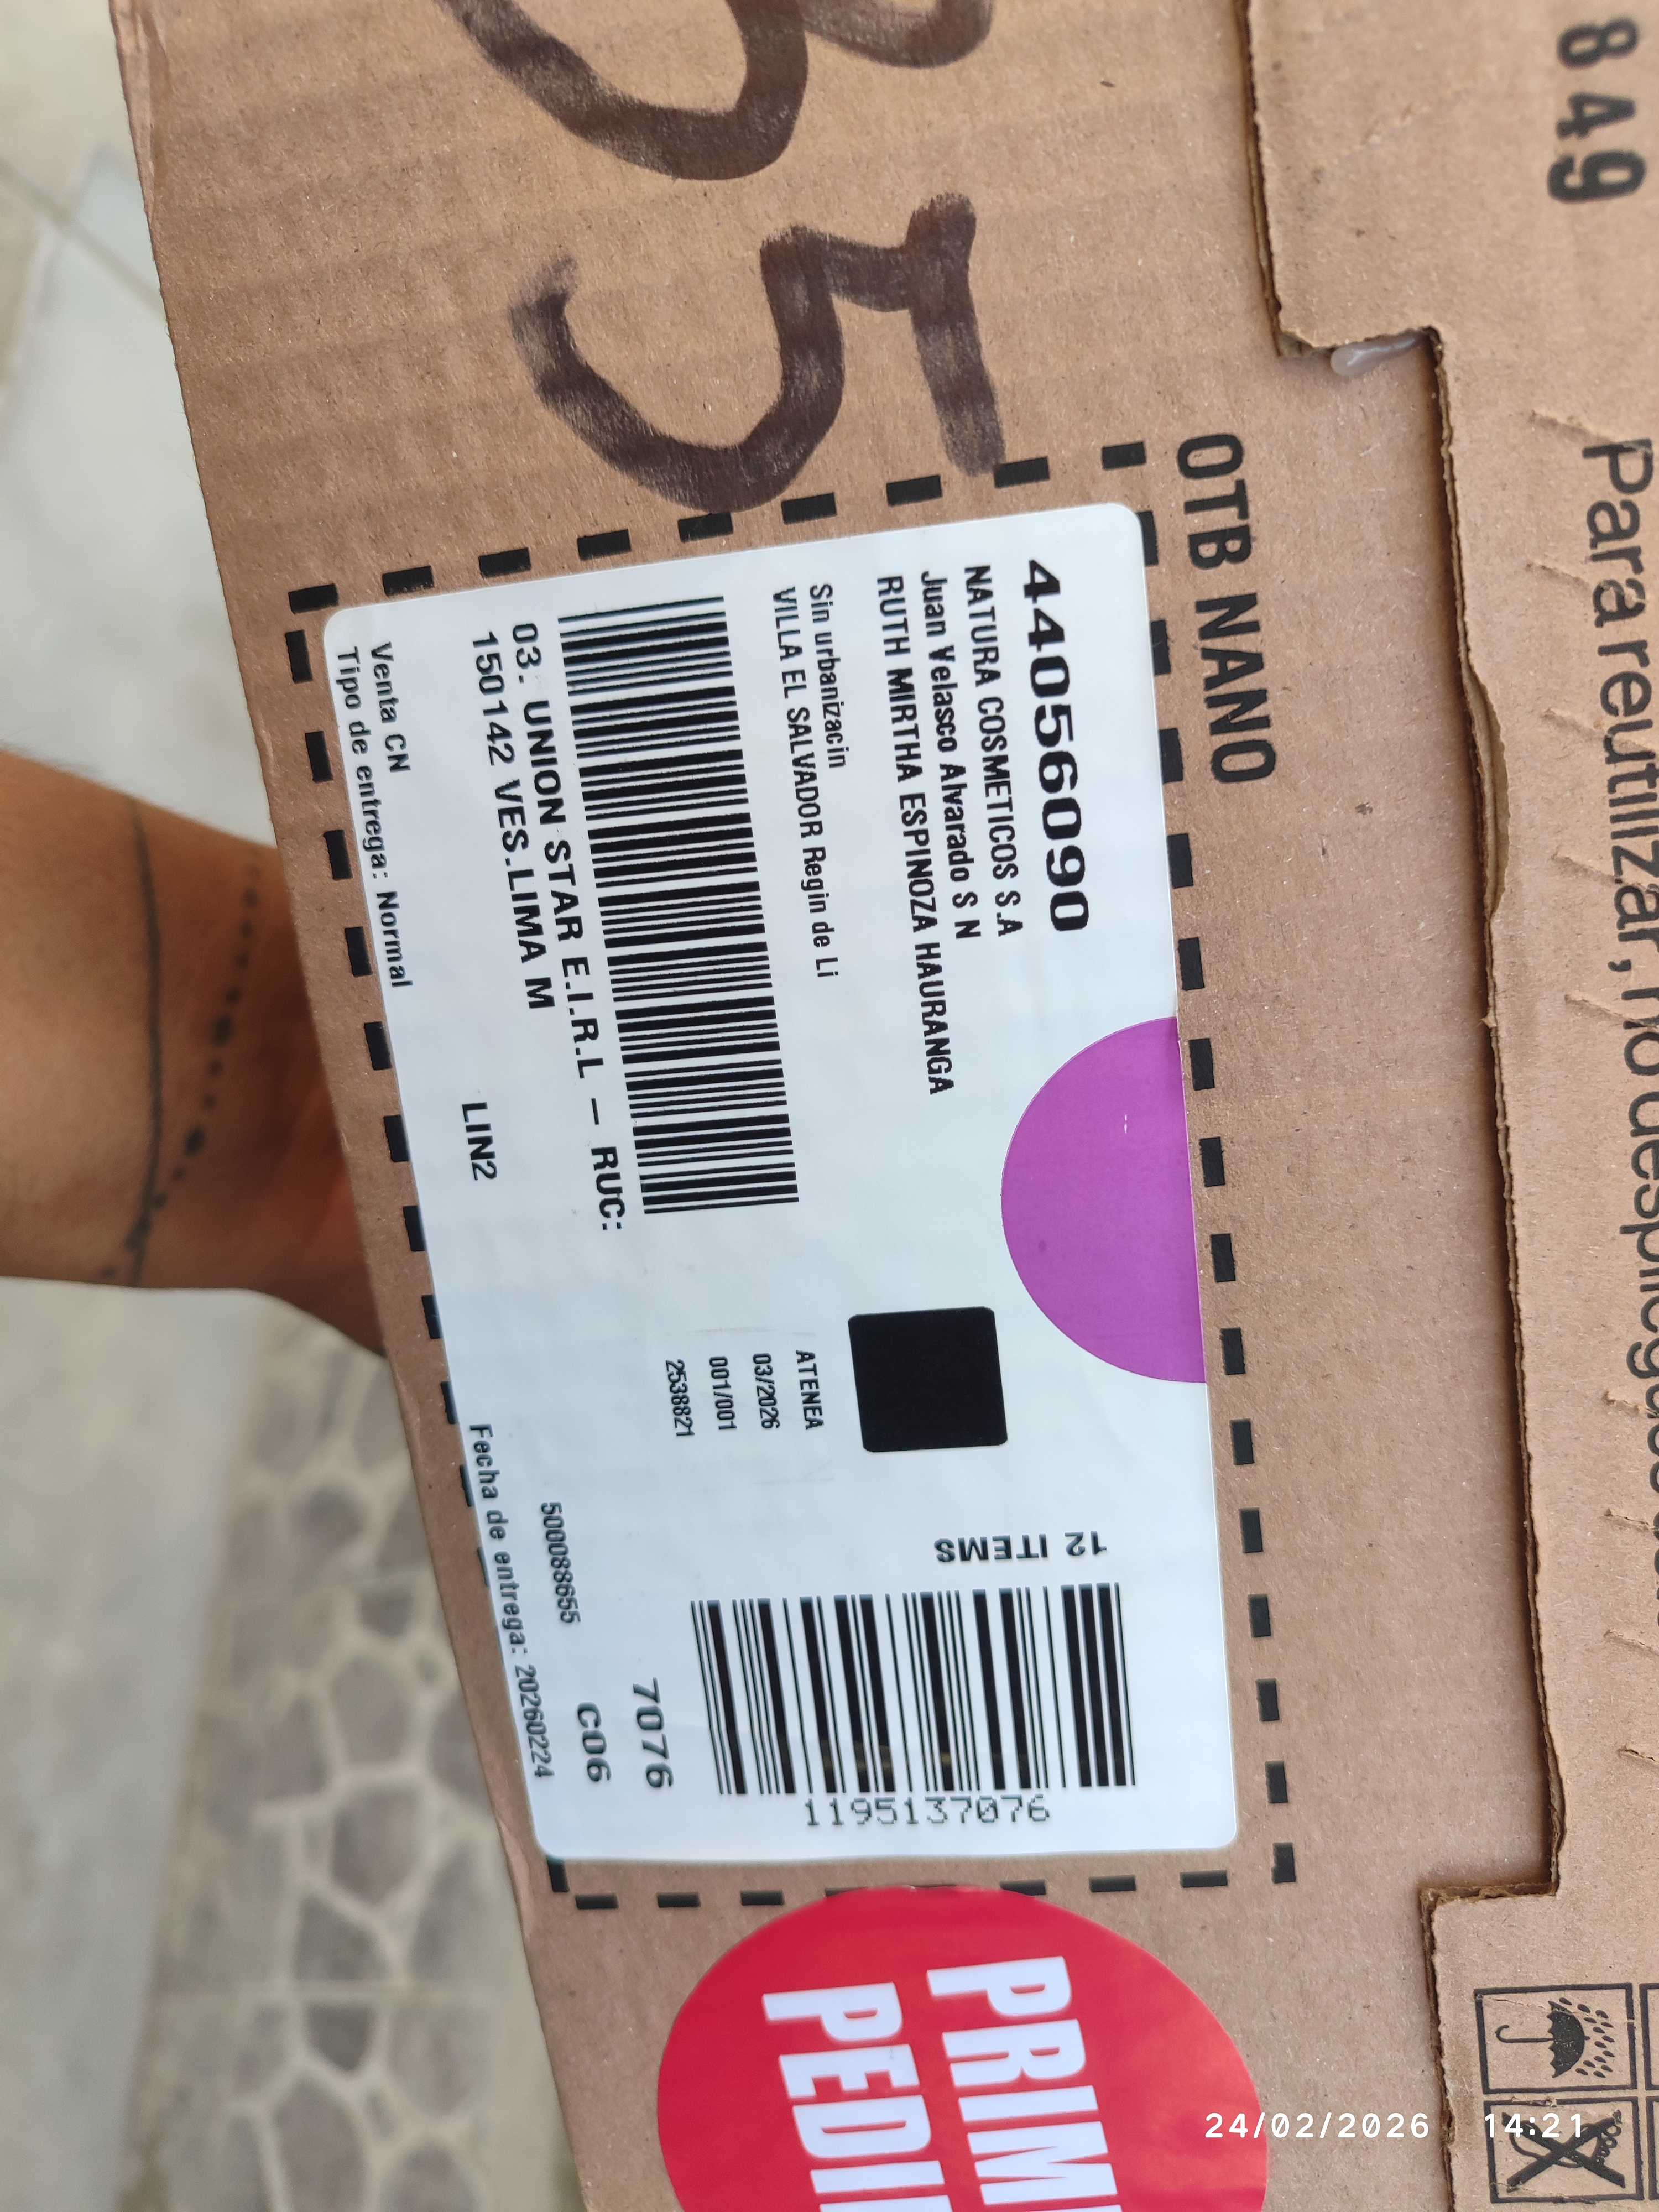 849
Para reutilizar, no
OTB NANO
5
44056090
NATURA COSMETICOS S.A
Juan Velasco Alvarado S N
RUTH MIRTHA ESPINOZA HAURANGA
Sin urbanizacin
VILLA EL SALVADOR Regin de Li
03. UNION STAR E.I.R.L - RUC:
150142 VES.LIMA M
LIN2
Venta CN
Tipo de entrega: Normal
ATENEA
03/2026
001/001
2538821
12 ITEMS
1195137076
7076
C06
500088655
Fecha de entrega: 20260224
PRIM
PEDI
24/02/2026 14:21